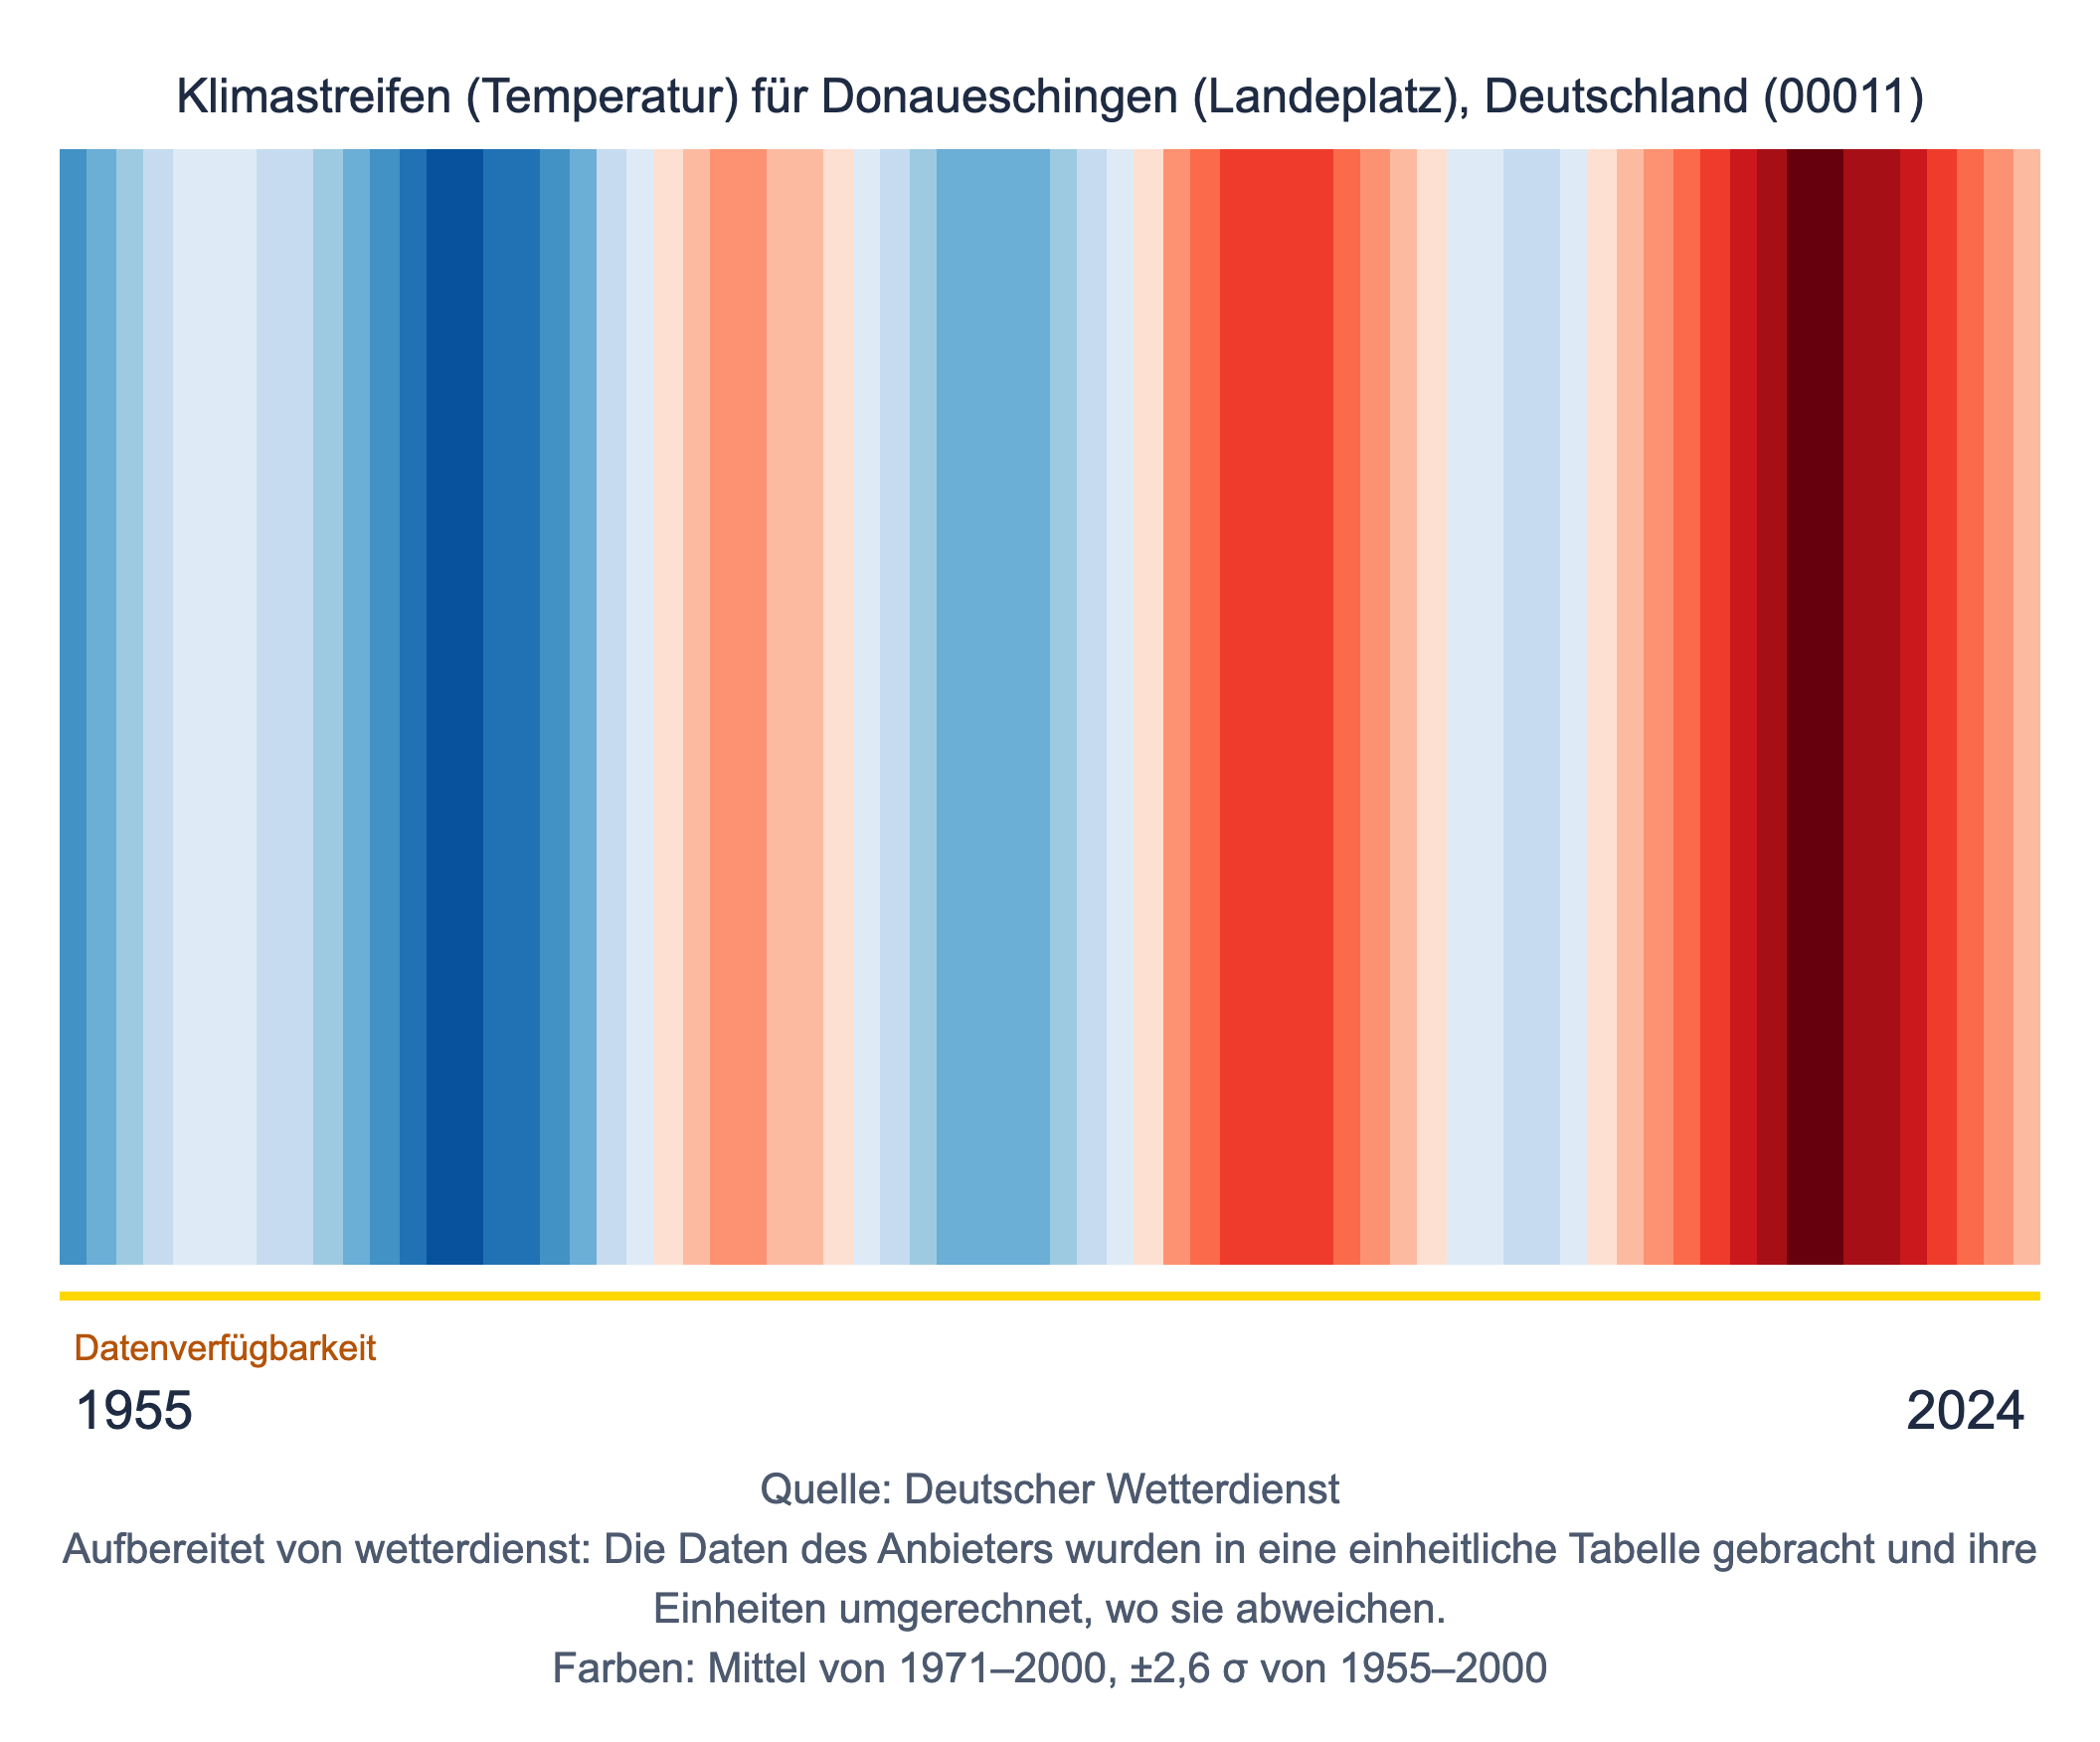 Klimastreifen (Temperatur) für Donaueschingen (Landeplatz), Deutschland (00011)
Datenverfügbarkeit
1955
2024
Quelle: Deutscher Wetterdienst
Aufbereitet von wetterdienst: Die Daten des Anbieters wurden in eine einheitliche Tabelle gebracht und ihre
Einheiten umgerechnet, wo sie abweichen.
Farben: Mittel von 1971–2000, ±2,6 σ von 1955–2000